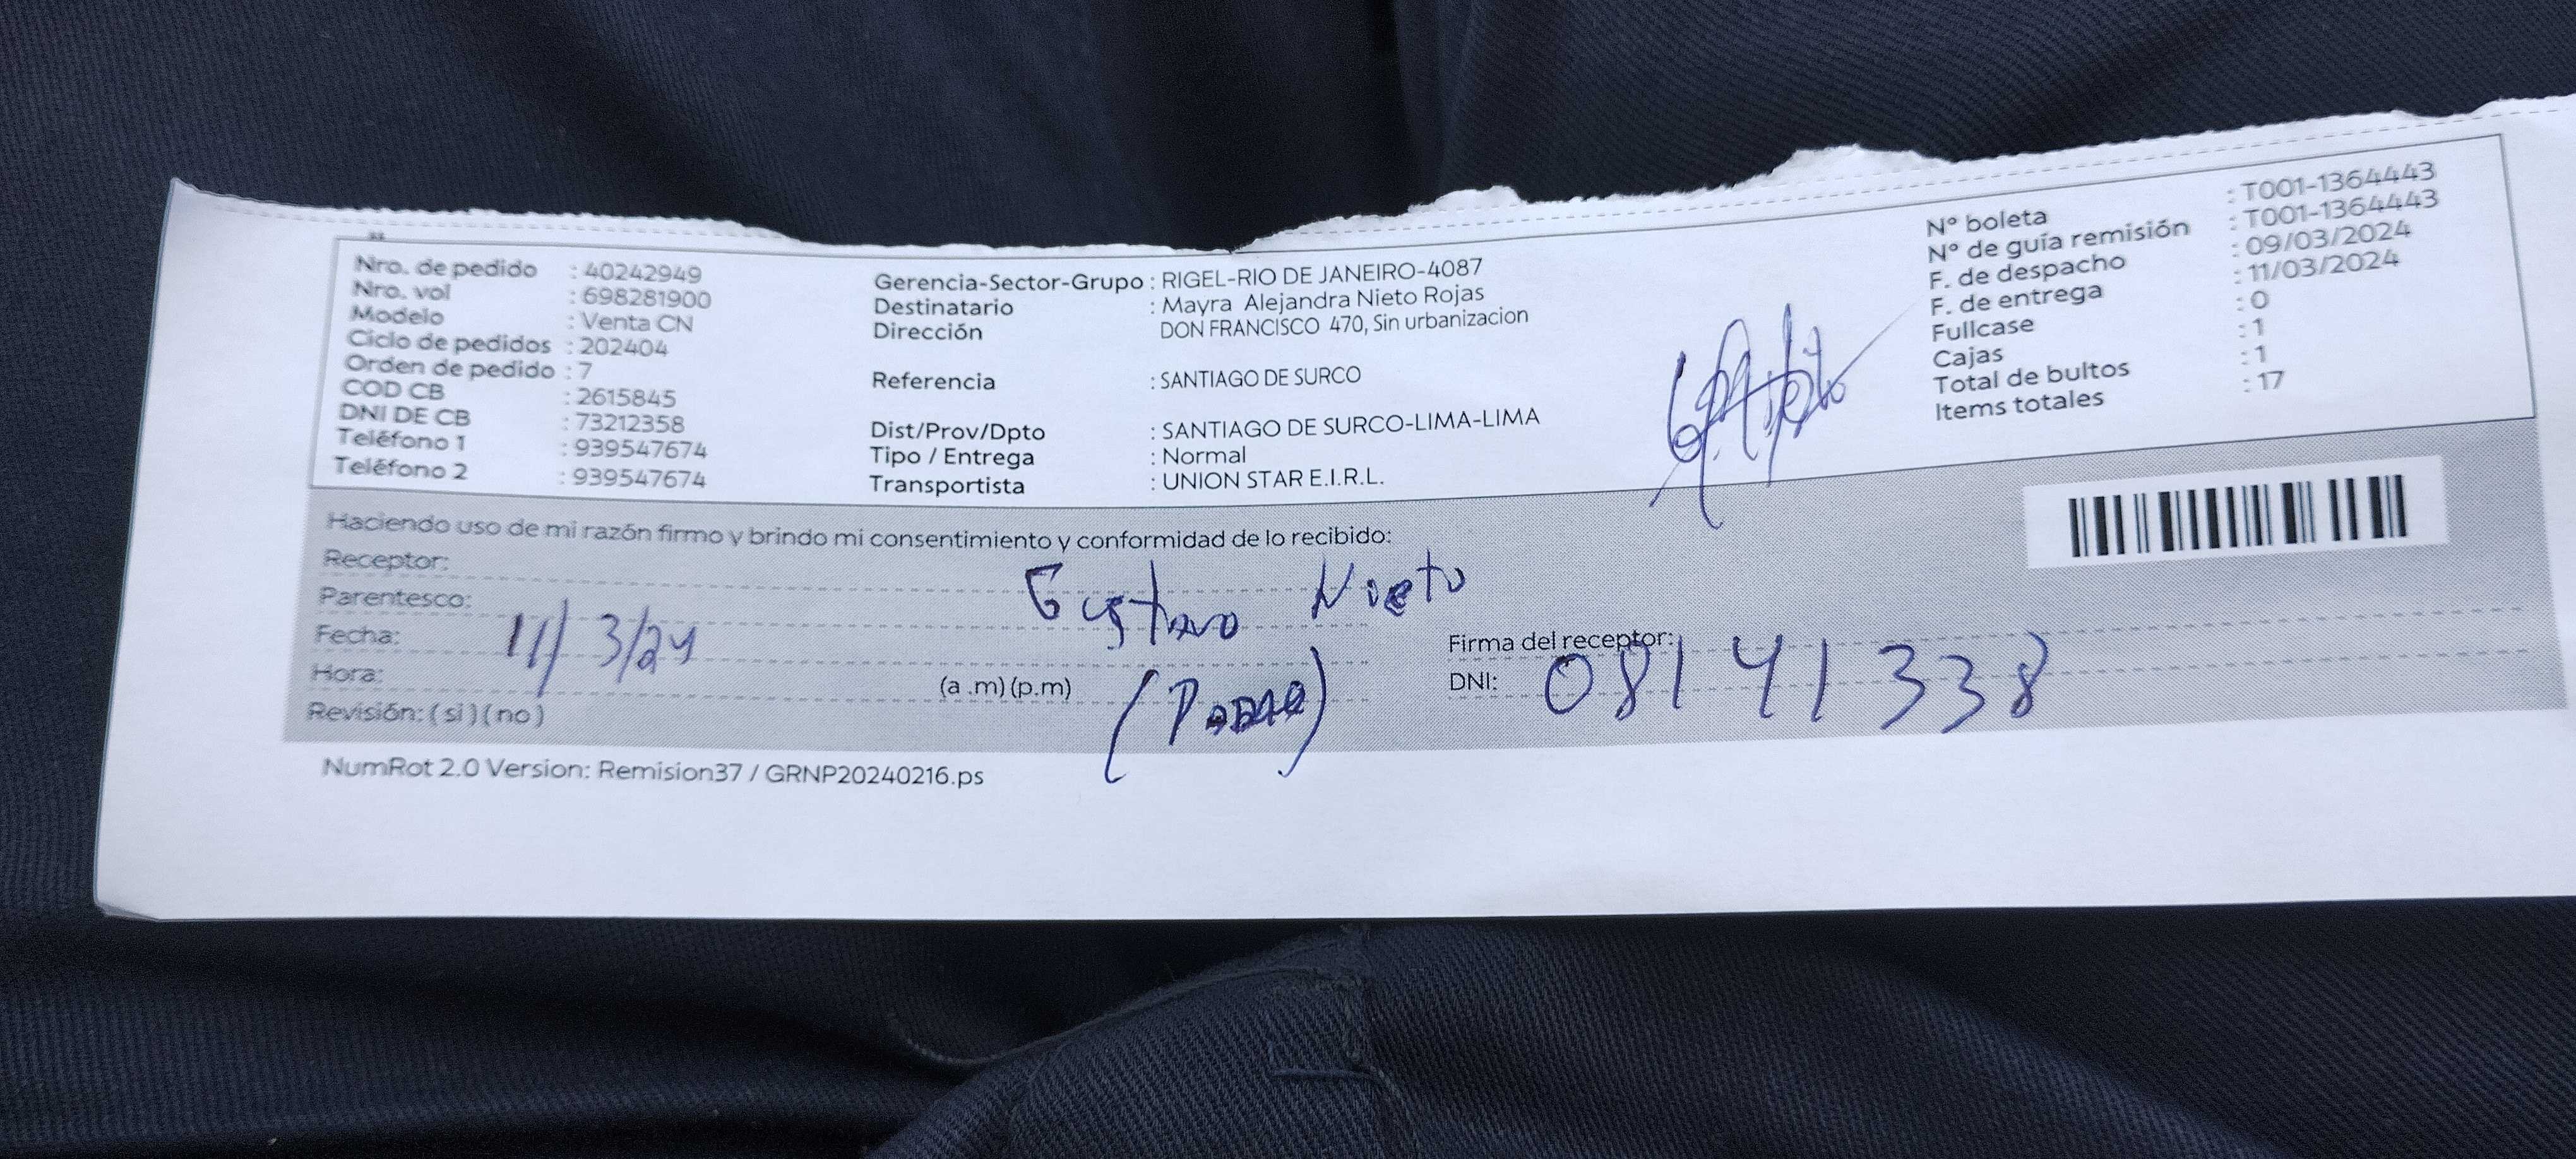 Nro. de pedido : 40242949
Nro. vol : 698281900
Modelo : Venta CN
Ciclo de pedidos : 202404
Orden de pedido : 7
COD CB : 2615845
DNI DE CB : 73212358
Teléfono 1 : 939547674
Teléfono 2 : 939547674
Gerencia-Sector-Grupo : RIGEL-RIO DE JANEIRO-4087
Destinatario : Mayra Alejandra Nieto Rojas
Dirección DON FRANCISCO 470, Sin urbanizacion
Referencia : SANTIAGO DE SURCO
Dist/Prov/Dpto : SANTIAGO DE SURCO-LIMA-LIMA
Tipo / Entrega : Normal
Transportista : UNION STAR E.I.R.L.
N° boleta : T001-1364443
N° de guía remisión : T001-1364443
F. de despacho : 09/03/2024
F. de entrega : 11/03/2024
Fullcase : 0
Cajas : 1
Total de bultos : 1
Items totales : 17
Haciendo uso de mi razón firmo y brindo mi consentimiento y conformidad de lo recibido:
Receptor: Gustavo Nieto
Parentesco:
Fecha: 11/3/24
Firma del receptor:
Hora: (a .m) (p.m) (Padre)
DNI: 08141338
Revisión: ( si ) ( no )
NumRot 2.0 Version: Remision37 / GRNP20240216.ps